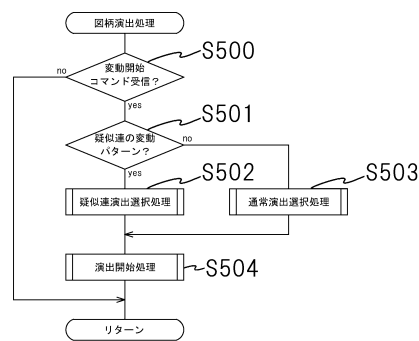 図柄演出処理
S500
変動開始
コマンド受信？
no
yes
S501
疑似連の変動
パターン？
no
yes
S502
S503
疑似連演出選択処理
通常演出選択処理
演出開始処理
S504
リターン